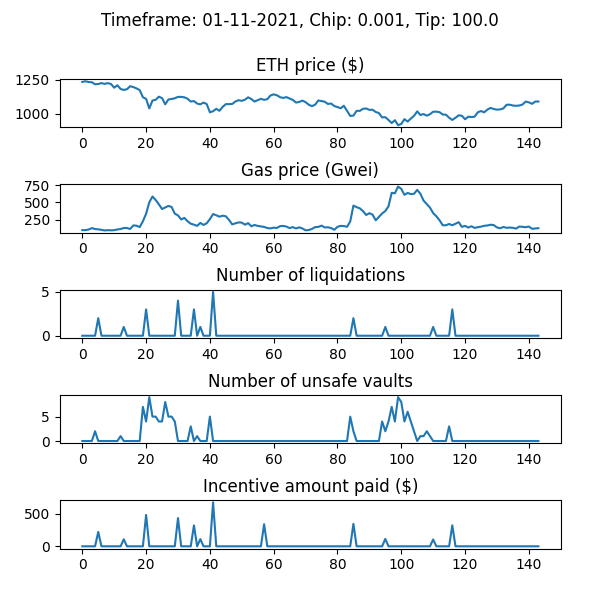 Timeframe: 01-11-2021, Chip: 0.001, Tip: 100.0
ETH price ($)
1250
1000
0 20 40 60 80 100 120 140
Gas price (Gwei)
750
500
250
0 20 40 60 80 100 120 140
Number of liquidations
5
0
0 20 40 60 80 100 120 140
Number of unsafe vaults
5
0
0 20 40 60 80 100 120 140
Incentive amount paid ($)
500
0
0 20 40 60 80 100 120 140